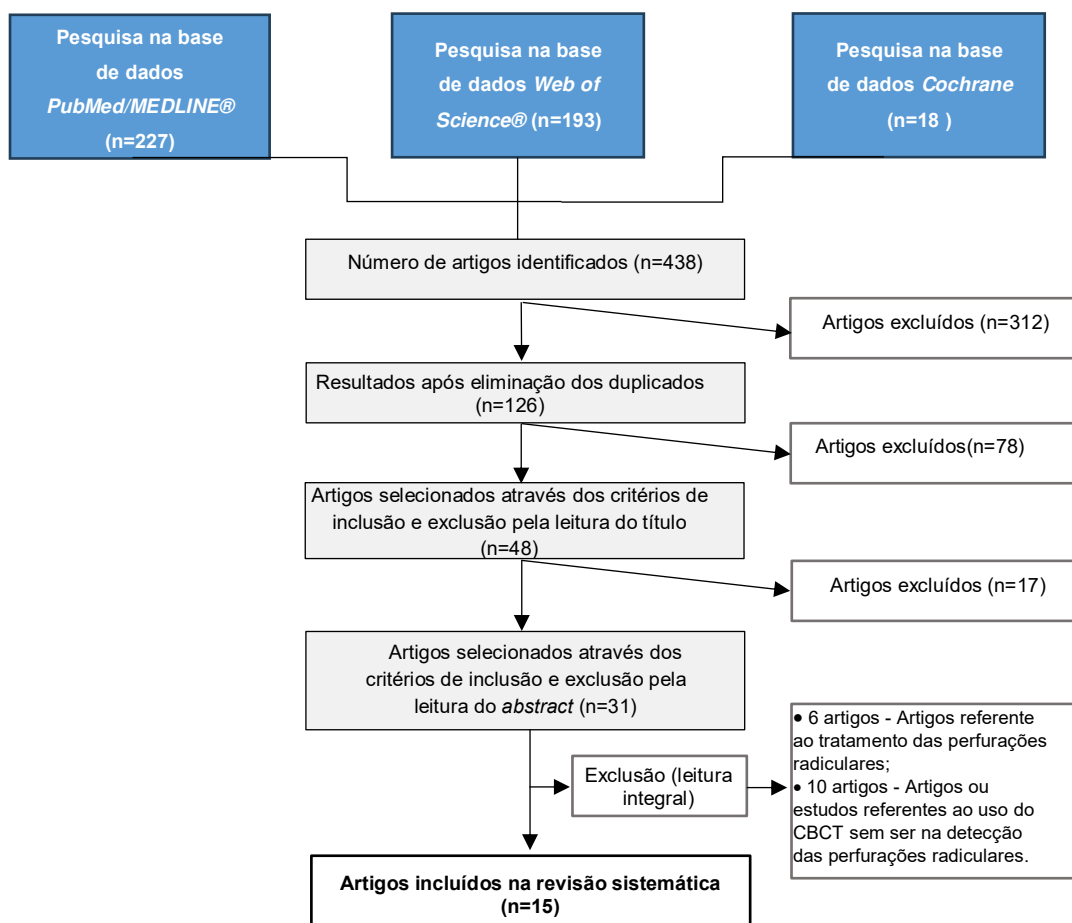 Pesquisa na base
de dados
PubMed/MEDLINE®
(n=227)
Pesquisa na base
de dados Web of
Science® (n=193)
Pesquisa na base
de dados Cochrane
(n=18 )
Número de artigos identificados (n=438)
Artigos excluídos (n=312)
Resultados após eliminação dos duplicados
(n=126)
Artigos excluídos(n=78)
Artigos selecionados através dos critérios de
inclusão e exclusão pela leitura do título
(n=48)
Artigos excluídos (n=17)
Artigos selecionados através dos
critérios de inclusão e exclusão pela
leitura do abstract (n=31)
Exclusão (leitura
integral)
● 6 artigos - Artigos referente
ao tratamento das perfurações
radiculares;
● 10 artigos - Artigos ou
estudos referentes ao uso do
CBCT sem ser na detecção
das perfurações radiculares.
Artigos incluídos na revisão sistemática
(n=15)